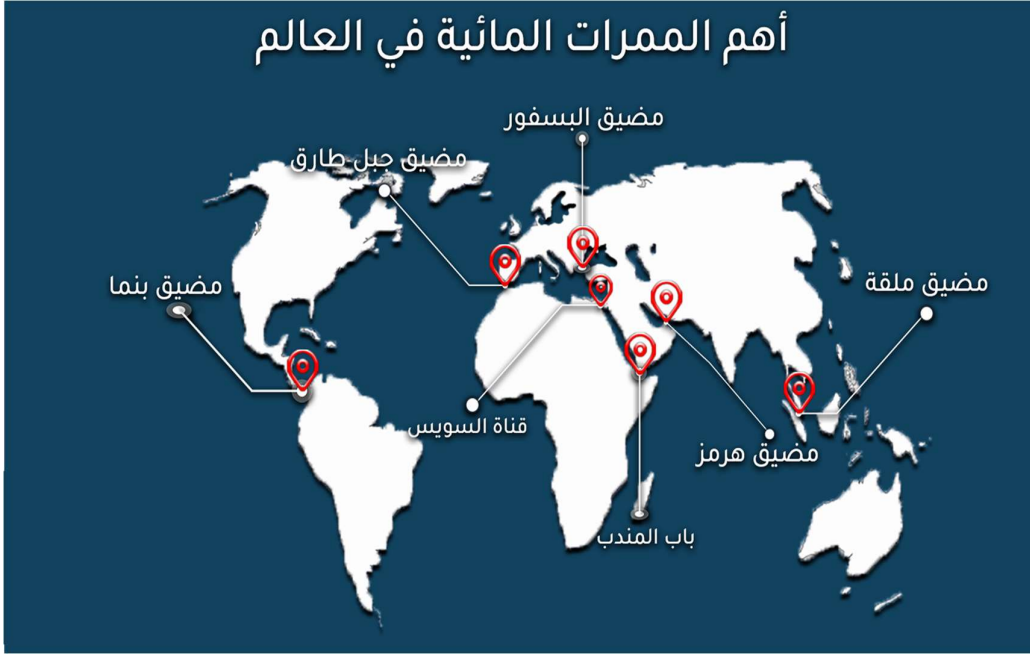 أهم الممرات المائية في العالم
مضيق البسفور
مضيق جبل طارق
مضيق ملقة
مضيق بنما
قناة السويس
مضيق هرمز
باب المندب